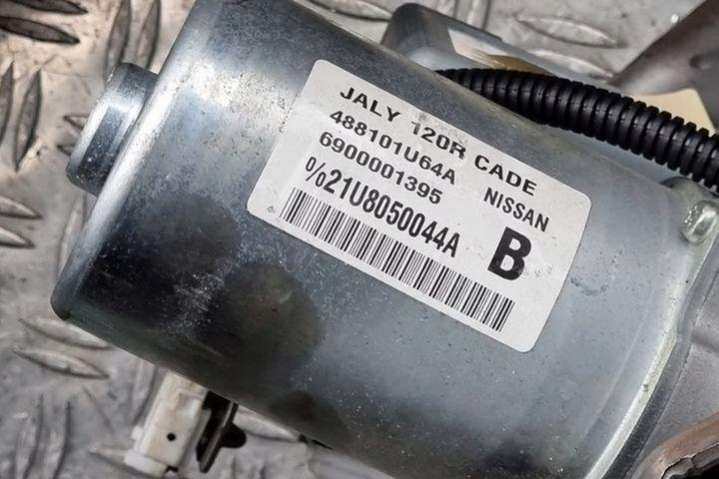 JALY 120R CADE
488101U64A NISSAN
6900001395
%21U8050044A B